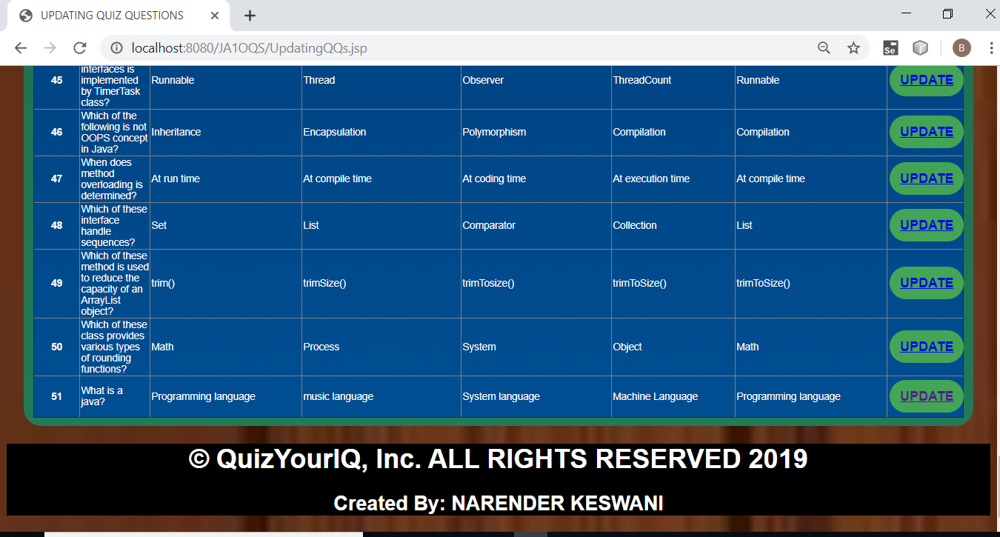 UPDATING QUIZ QUESTIONS
localhost:8080/JA1OQS/UpdatingQQs.jsp
Se
B
interfaces is
45 implemented Runnable Thread Observer ThreadCount Runnable UPDATE
by TimerTask
class?
Which of the
46 following is not Inheritance Encapsulation Polymorphism Compilation Compilation UPDATE
OOPS concept
in Java?
When does
47 method At run time At compile time At coding time At execution time At compile time UPDATE
overloading is
determined?
Which of these
48 interface Set List Comparator Collection List UPDATE
handle
sequences?
Which of these
method is used
49 to reduce the trim() trimSize() trimTosize() trimToSize() trimToSize() UPDATE
capacity of an
ArrayList
object?
Which of these
class provides
50 various types Math Process System Object Math UPDATE
of rounding
functions?
51 What is a Programming language music language System language Machine Language Programming language UPDATE
java?
© QuizYourIQ, Inc. ALL RIGHTS RESERVED 2019
Created By: NARENDER KESWANI